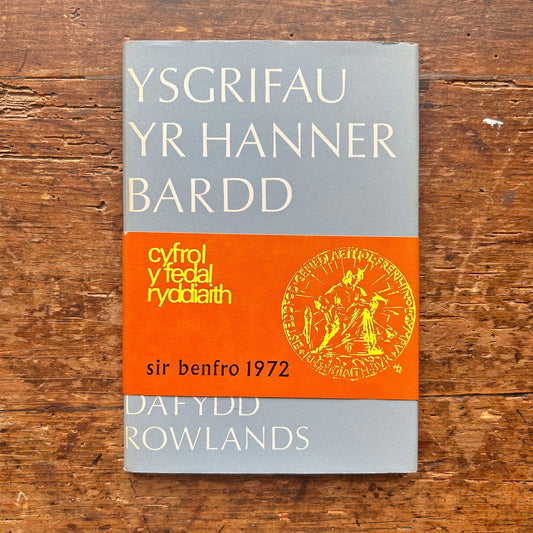 YSGRIFAU
YR HANNER
BARDD
cyfrol
y fedal
ryddiaith
sir benfro 1972
DAFYDD
ROWLANDS